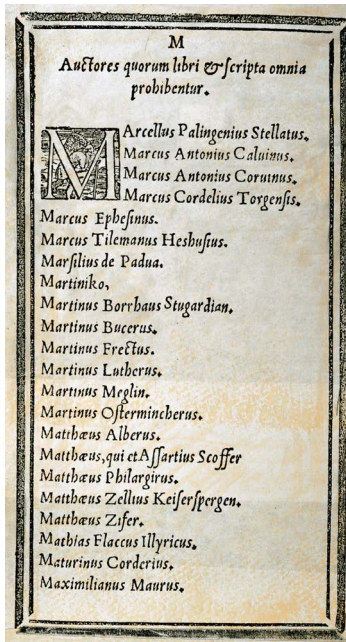 M
Auctores quorum libri & scripta omnia
prohibentur.
MArcellus Palingenius Stellatus.
Marcus Antonius Caluinus.
Marcus Antonius Coruinus.
Marcus Cordelius Torgensis.
Marcus Ephesinus.
Marcus Tilemanus Heshusius.
Marsilius de Padua.
Martiniko,
Martinus Borrhaus Stugardian.
Martinus Bucerus.
Martinus Frectus.
Martinus Lutherus.
Martinus Meglin.
Martinus Ostermincherus.
Matthæus Alberus.
Matthæus, qui et Assartius Scoffer
Matthæus Philargirus.
Matthæus Zellius Keiserspergen.
Matthæus Zifer.
Mathias Flaccus Illyricus.
Maturinus Corderius.
Maximilianus Maurus.